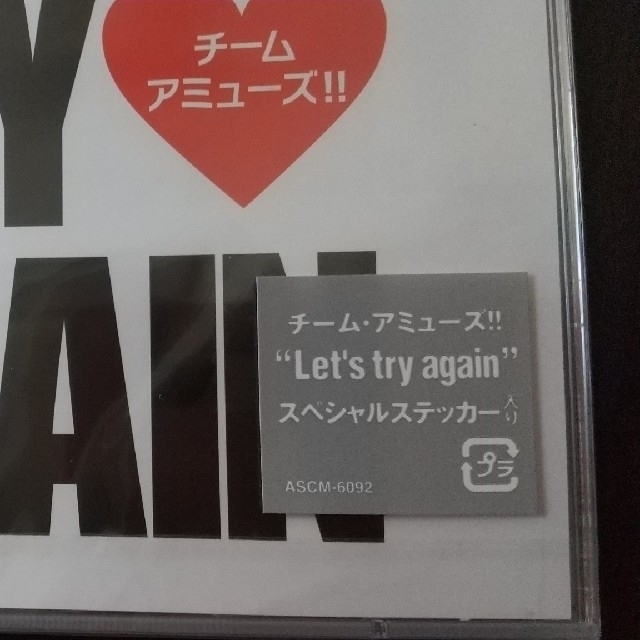 Y
チーム
アミューズ!!
AIN
チーム・アミューズ!!
“Let's try again”
スペシャルステッカー入り
ASCM-6092
プラ